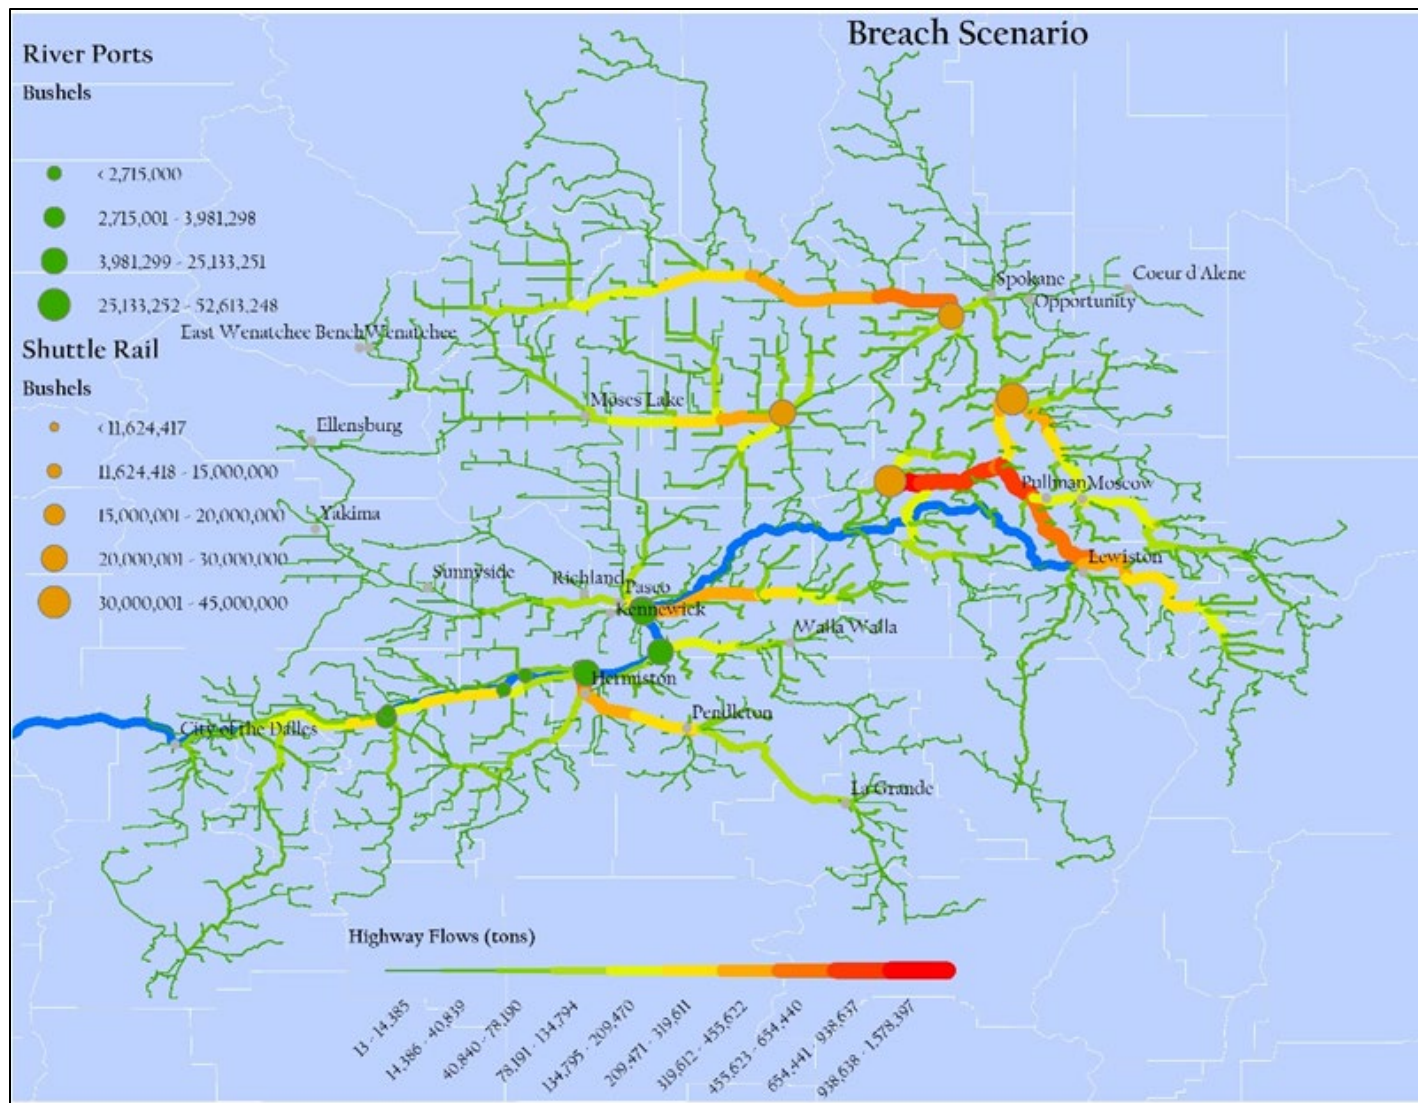 Breach Scenario
River Ports
Bushels
< 2,715,000
2,715,001 - 3,981,298
3,981,299 - 25,133,251
25,133,252 - 52,613,248
Shuttle Rail
Bushels
< 11,624,417
11,624,418 - 15,000,000
15,000,001 - 20,000,000
20,000,001 - 30,000,000
30,000,001 - 45,000,000
Spokane
Coeur d Alene
Opportunity
East Wenatchee Bench
Wenatchee
Moses Lake
Ellensburg
Pullman
Moscow
Yakima
Lewiston
Sunnyside
Richland
Pasco
Kennewick
Walla Walla
Hermiston
Pendleton
City of the Dalles
La Grande
Highway Flows (tons)
13 - 14,385
14,386 - 40,839
40,840 - 78,190
78,191 - 134,794
134,795 - 209,470
209,471 - 319,611
319,612 - 455,622
455,623 - 654,440
654,441 - 938,637
938,638 - 1,578,397